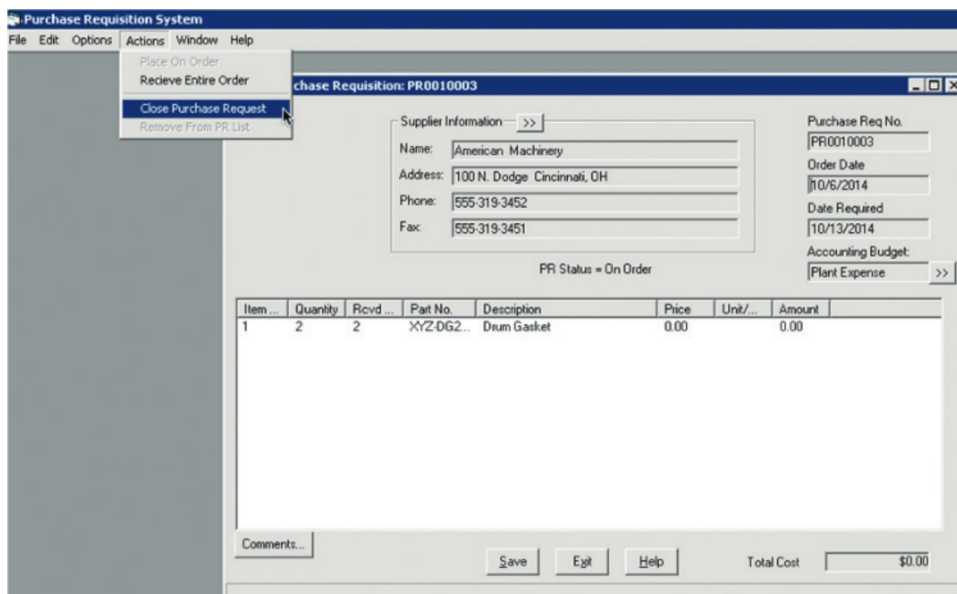 Purchase Requisition System
File Edit Options Actions Window Help
Place On Order
Recieve Entire Order
Close Purchase Request
Remove From PR List
chase Requisition: PR0010003
Supplier Information >>
Name: American Machinery
Address: 100 N. Dodge Cincinnati, OH
Phone: 555-319-3452
Fax: 555-319-3451
Purchase Req No.
PR0010003
Order Date
10/6/2014
Date Required
10/13/2014
Accounting Budget:
Plant Expense >>
PR Status = On Order
Item ... Quantity Rcvd ... Part No. Description Price Unit/... Amount
1 2 2 XYZ-DG2... Drum Gasket 0.00 0.00
Comments...
Save Exit Help Total Cost $0.00